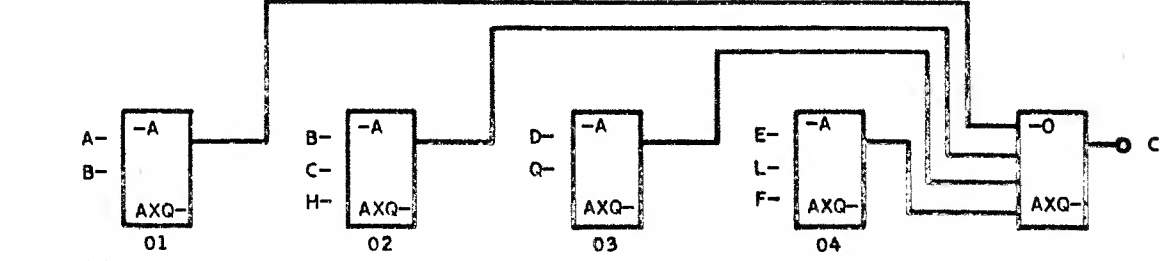 A-
B-
-A
AXQ-
01
B-
C-
H-
-A
AXQ-
02
D-
Q-
-A
AXQ-
03
E-
L-
F-
-A
AXQ-
04
-O
AXQ-
C